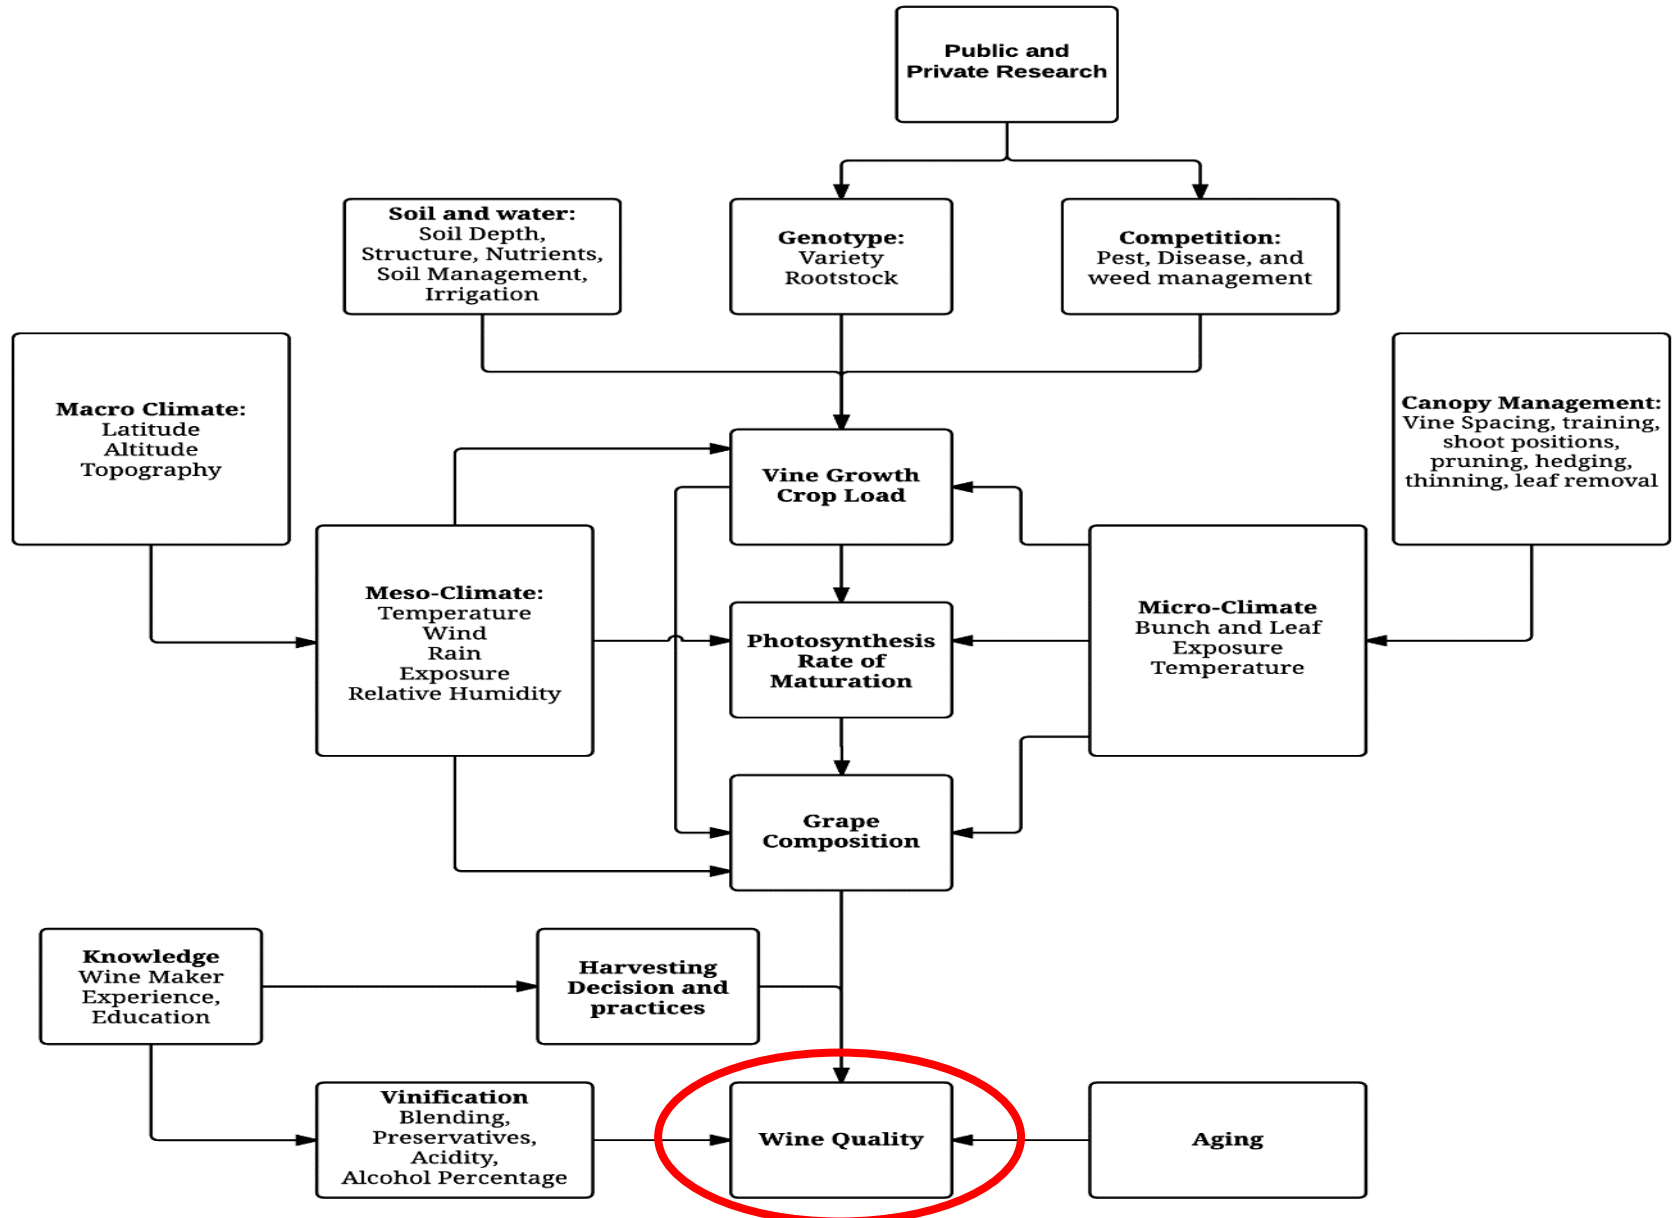 Public and
Private Research
Soil and water:
Soil Depth,
Structure, Nutrients,
Soil Management,
Irrigation
Genotype:
Variety
Rootstock
Competition:
Pest, Disease, and
weed management
Macro Climate:
Latitude
Altitude
Topography
Canopy Management:
Vine Spacing, training,
shoot positions,
pruning, hedging,
thinning, leaf removal
Vine Growth
Crop Load
Meso-Climate:
Temperature
Wind
Rain
Exposure
Relative Humidity
Photosynthesis
Rate of
Maturation
Micro-Climate
Bunch and Leaf
Exposure
Temperature
Grape
Composition
Knowledge
Wine Maker
Experience,
Education
Harvesting
Decision and
practices
Vinification
Blending,
Preservatives,
Acidity,
Alcohol Percentage
Wine Quality
Aging